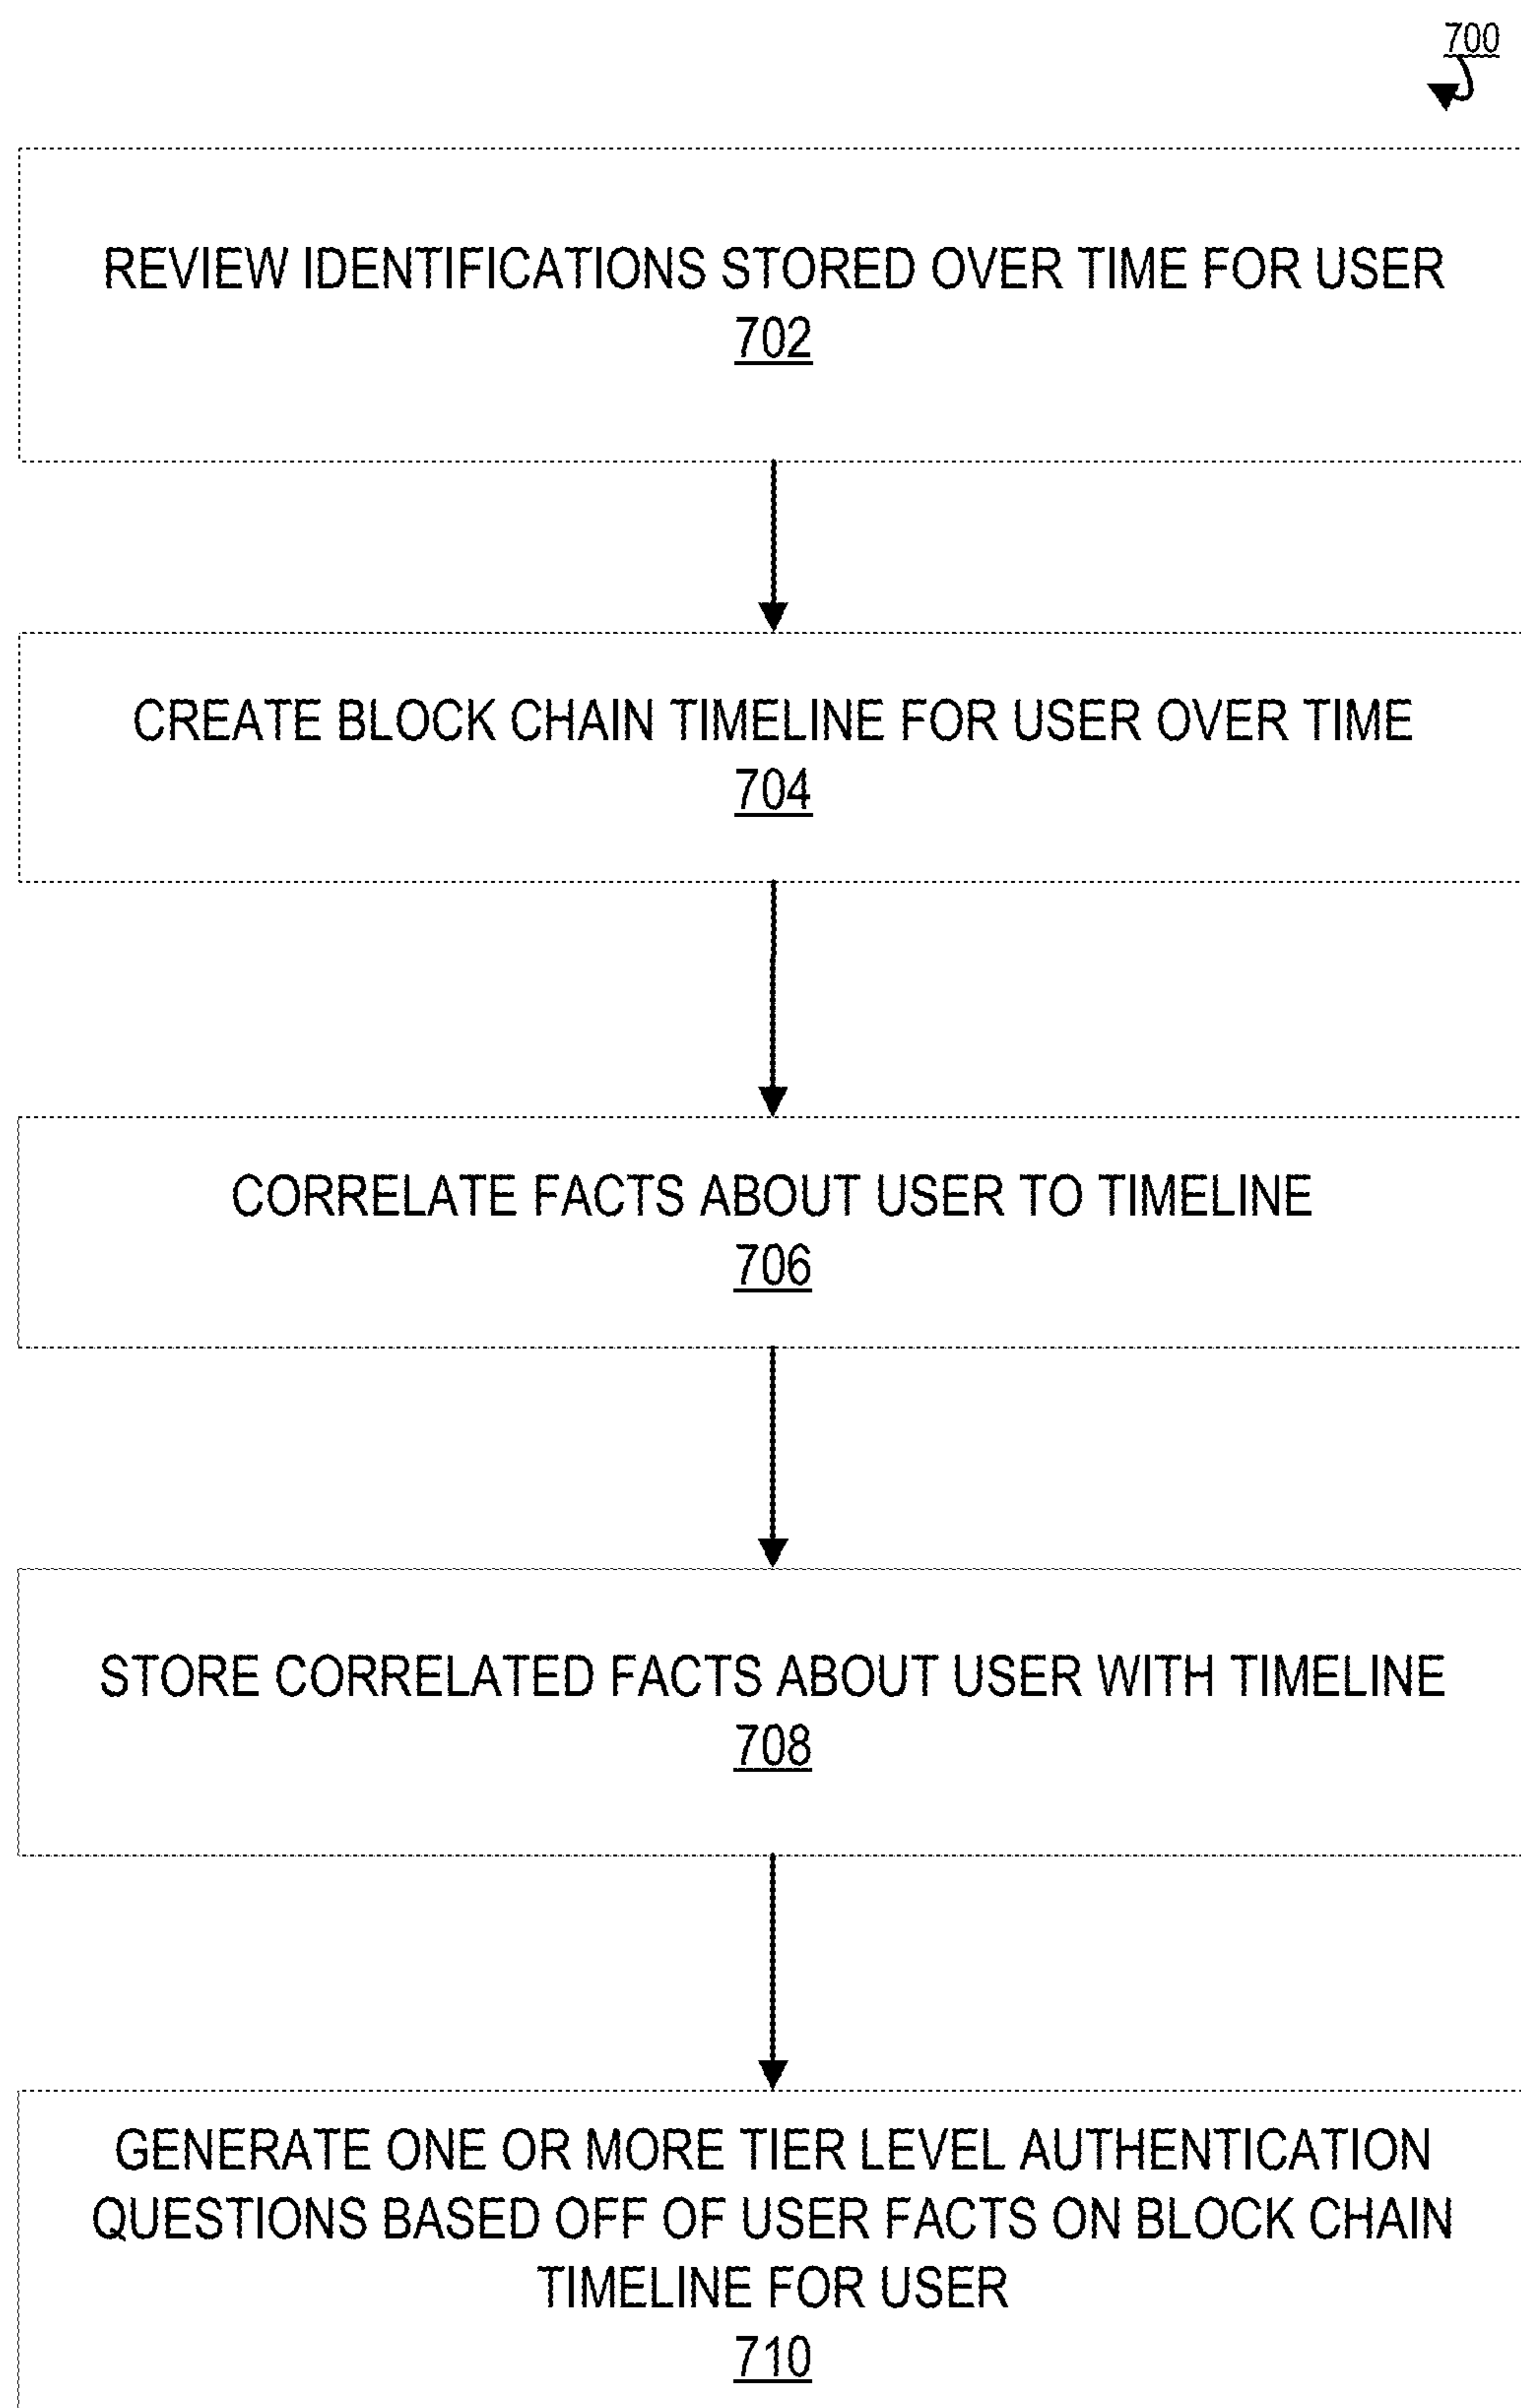 700
REVIEW IDENTIFICATIONS STORED OVER TIME FOR USER
702
CREATE BLOCK CHAIN TIMELINE FOR USER OVER TIME
704
CORRELATE FACTS ABOUT USER TO TIMELINE
706
STORE CORRELATED FACTS ABOUT USER WITH TIMELINE
708
GENERATE ONE OR MORE TIER LEVEL AUTHENTICATION
QUESTIONS BASED OFF OF USER FACTS ON BLOCK CHAIN
TIMELINE FOR USER
710